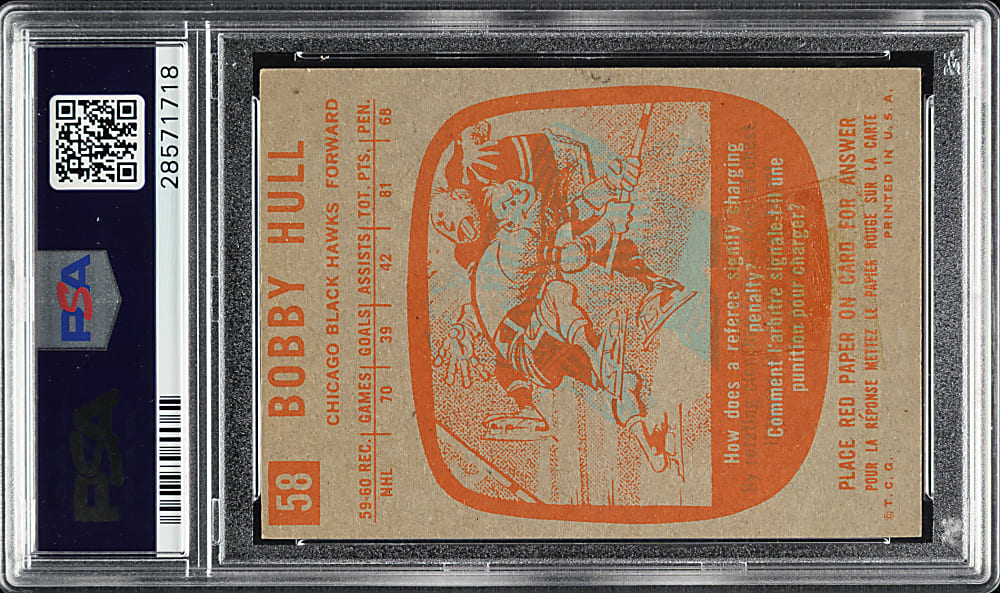 PSA
28571718
PSA
58 BOBBY HULL
CHICAGO BLACK HAWKS FORWARD
59-60 REC. GAMES GOALS ASSISTS TOT. PTS. PEN.
NHL 70 39 42 81 68
How does a referee signify charging
penalty?
By rotating
Comment l'arbitre signale-t-il une
punition pour charger?
PLACE RED PAPER ON CARD FOR ANSWER
POUR LA RÉPONSE METTEZ LE PAPIER ROUGE SUR LA CARTE
© T.C.G. PRINTED IN U.S.A.